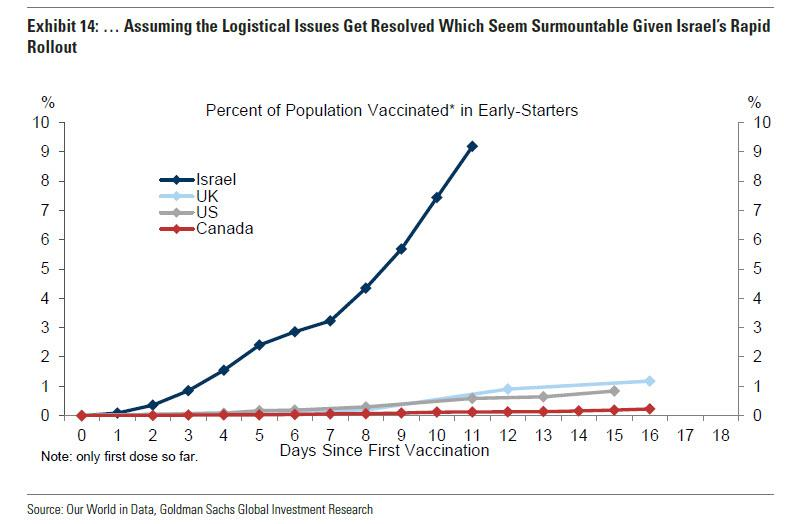 Exhibit 14: … Assuming the Logistical Issues Get Resolved Which Seem Surmountable Given Israel's Rapid
Rollout
% %
Percent of Population Vaccinated* in Early-Starters
10 10
9 9
8 8
7 7
6 6
5 5
4 4
3 3
2 2
1 1
0 0
Israel
UK
US
Canada
0 1 2 3 4 5 6 7 8 9 10 11 12 13 14 15 16 17 18
Days Since First Vaccination
Note: only first dose so far.
Source: Our World in Data, Goldman Sachs Global Investment Research